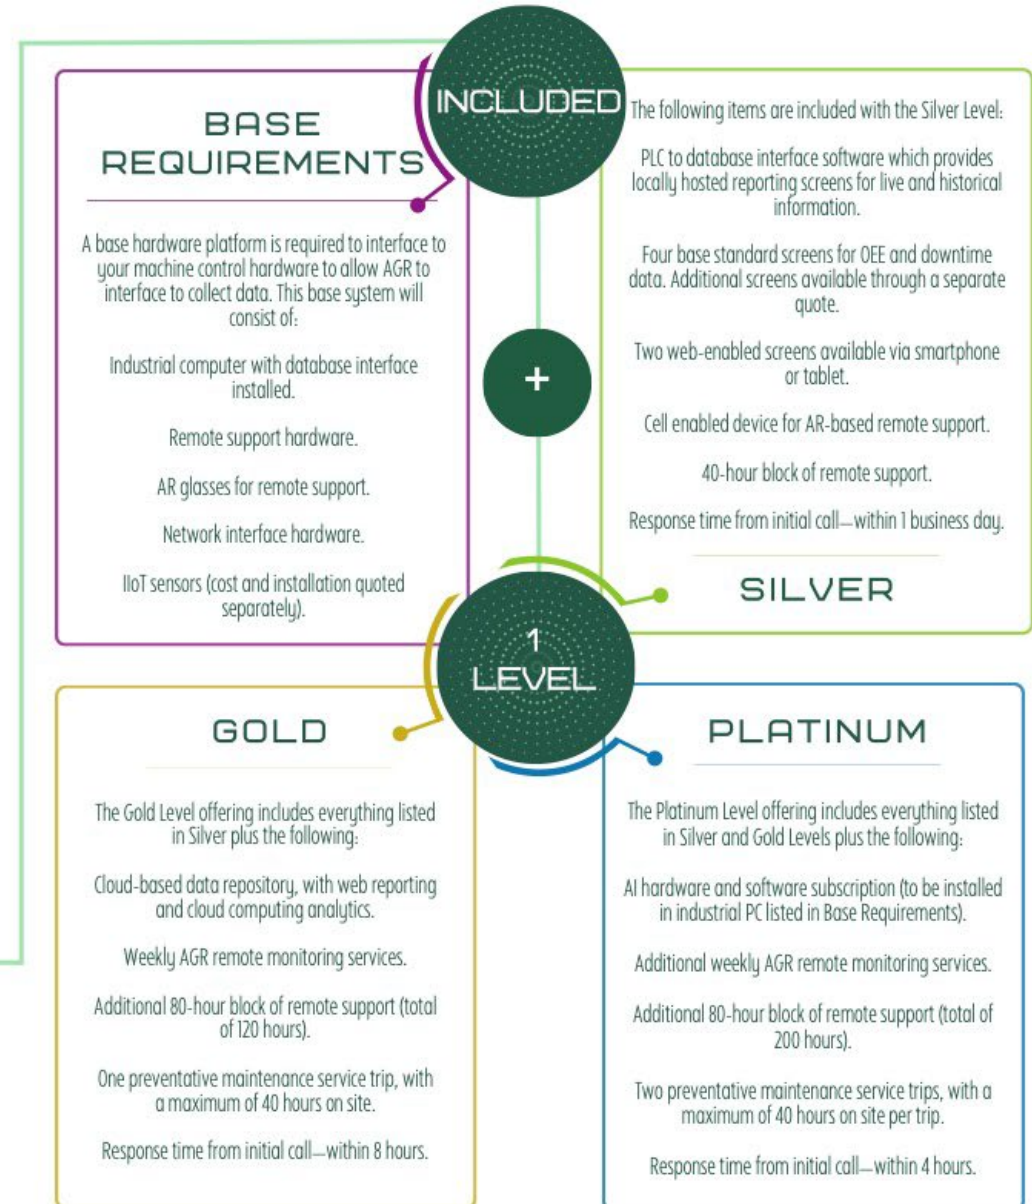 INCLUDED
BASE
REQUIREMENTS
A base hardware platform is required to interface to
your machine control hardware to allow AGR to
interface to collect data. This base system will
consist of:
Industrial computer with database interface
installed.
Remote support hardware.
AR glasses for remote support.
Network interface hardware.
IIoT sensors (cost and installation quoted
separately).
+
The following items are included with the Silver Level:
PLC to database interface software which provides
locally hosted reporting screens for live and historical
information.
Four base standard screens for OEE and downtime
data. Additional screens available through a separate
quote.
Two web-enabled screens available via smartphone
or tablet.
Cell enabled device for AR-based remote support.
40-hour block of remote support.
Response time from initial call—within 1 business day.
SILVER
1
LEVEL
GOLD
The Gold Level offering includes everything listed
in Silver plus the following:
Cloud-based data repository, with web reporting
and cloud computing analytics.
Weekly AGR remote monitoring services.
Additional 80-hour block of remote support (total
of 120 hours).
One preventative maintenance service trip, with
a maximum of 40 hours on site.
Response time from initial call—within 8 hours.
PLATINUM
The Platinum Level offering includes everything listed
in Silver and Gold Levels plus the following:
AI hardware and software subscription (to be installed
in industrial PC listed in Base Requirements).
Additional weekly AGR remote monitoring services.
Additional 80-hour block of remote support (total of
200 hours).
Two preventative maintenance service trips, with a
maximum of 40 hours on site per trip.
Response time from initial call—within 4 hours.